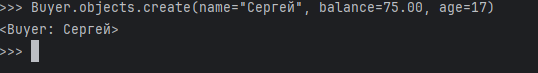 >>> Buyer.objects.create(name="Сергей", balance=75.00, age=17)
<Buyer: Сергей>
>>>